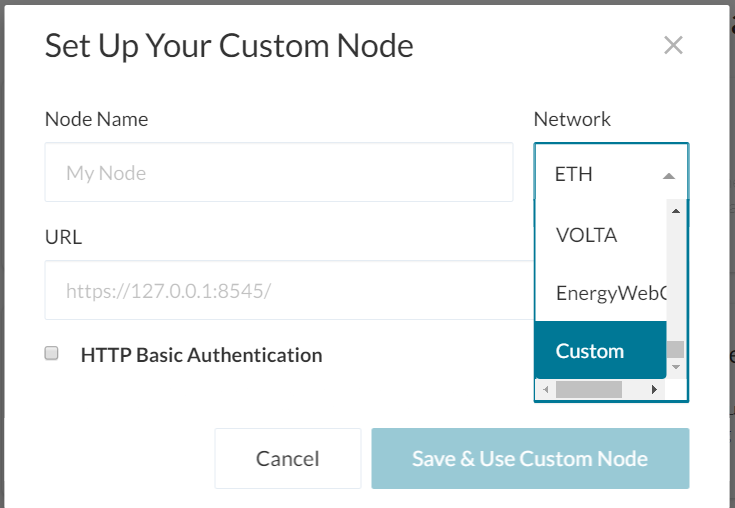 Set Up Your Custom Node
Node Name
Network
My Node
ETH
VOLTA
URL
EnergyWebC
https://127.0.0.1:8545/
Custom
HTTP Basic Authentication
Cancel
Save & Use Custom Node